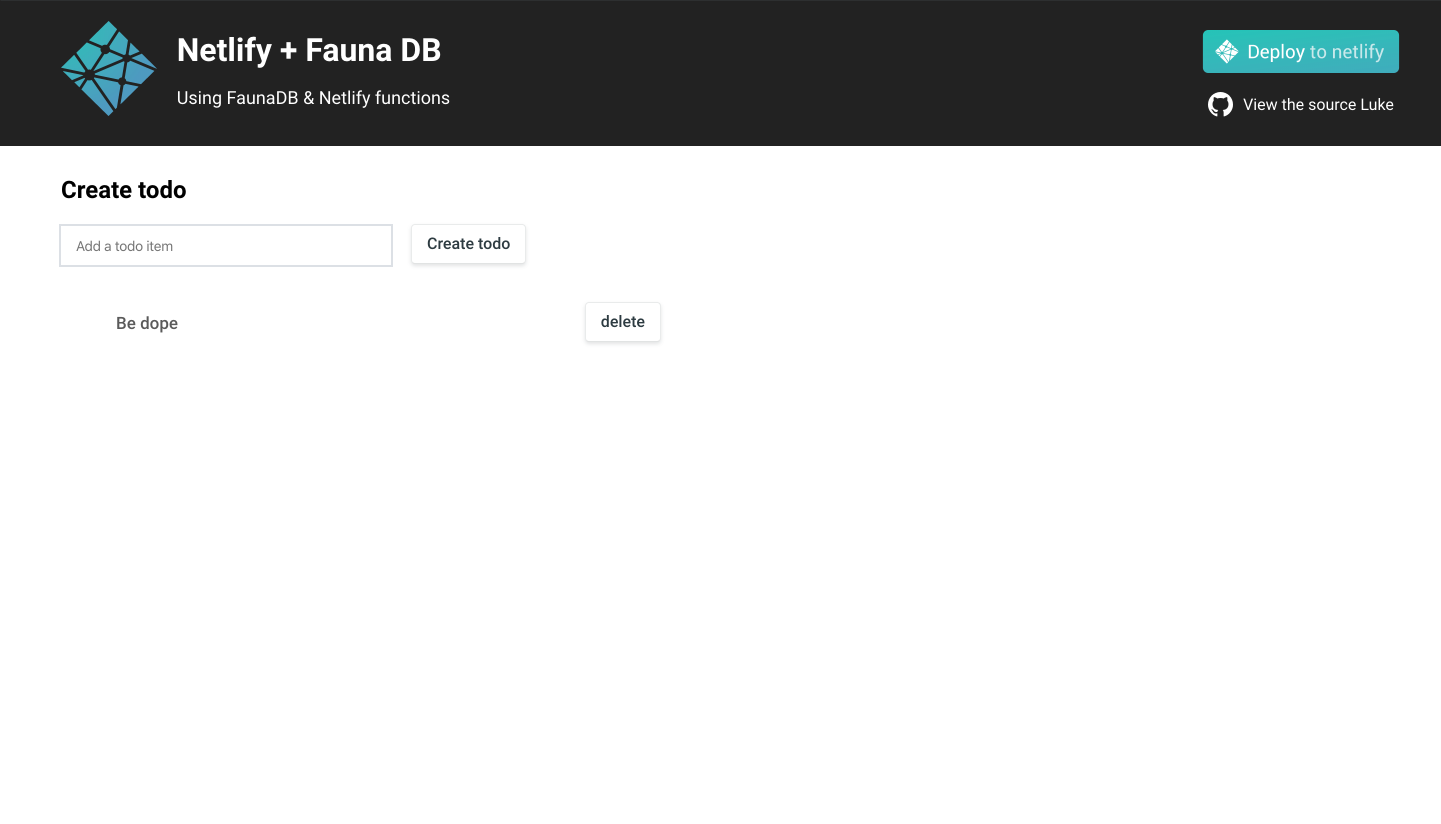 Netlify + Fauna DB
Using FaunaDB & Netlify functions
Deploy to netlify
View the source Luke
Create todo
Add a todo item
Create todo
Be dope
delete